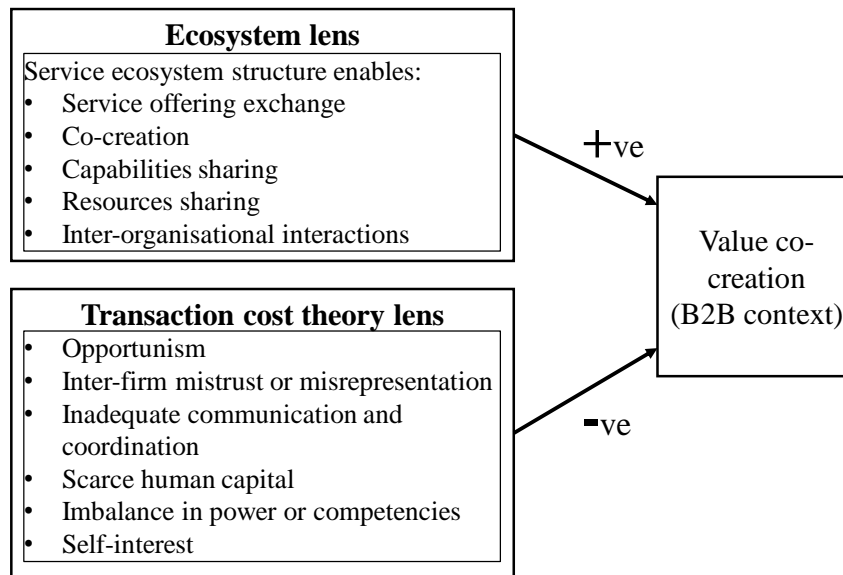 Ecosystem lens
Service ecosystem structure enables:
• Service offering exchange
• Co-creation
• Capabilities sharing
• Resources sharing
• Inter-organisational interactions
+ve
Value co-
creation
(B2B context)
Transaction cost theory lens
• Opportunism
• Inter-firm mistrust or misrepresentation
• Inadequate communication and
coordination
• Scarce human capital
• Imbalance in power or competencies
• Self-interest
-ve